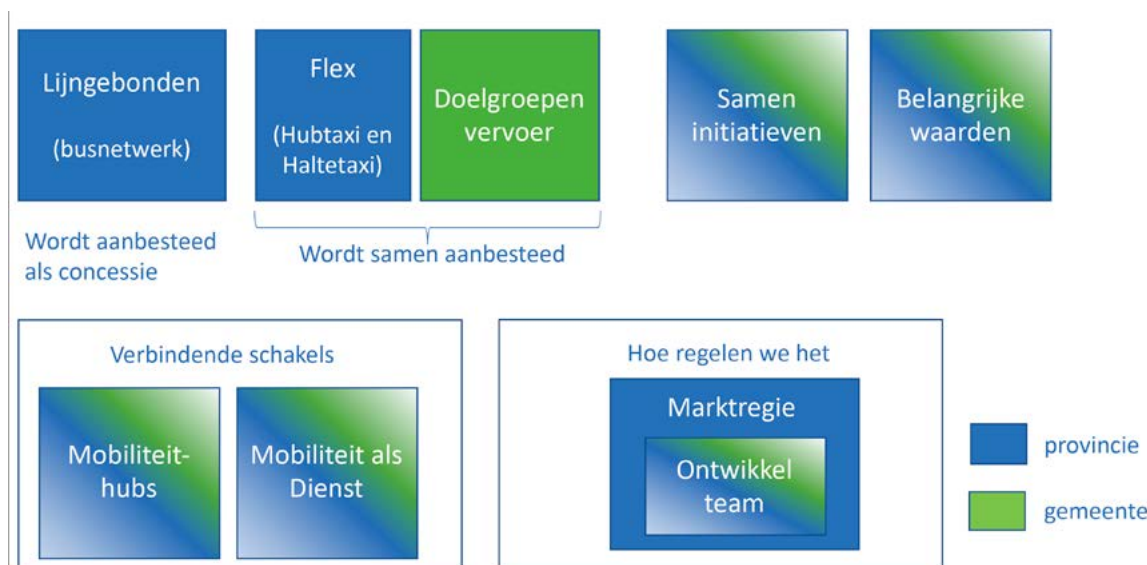 Lijngebonden
(busnetwerk)
Flex
(Hubtaxi en
Haltetaxi)
Doelgroepen
vervoer
Samen
initiatieven
Belangrijke
waarden
Wordt aanbesteed
als concessie
Wordt samen aanbesteed
Verbindende schakels
Mobiliteit-
hubs
Mobiliteit als
Dienst
Hoe regelen we het
Marktregie
Ontwikkel
team
provincie
gemeente